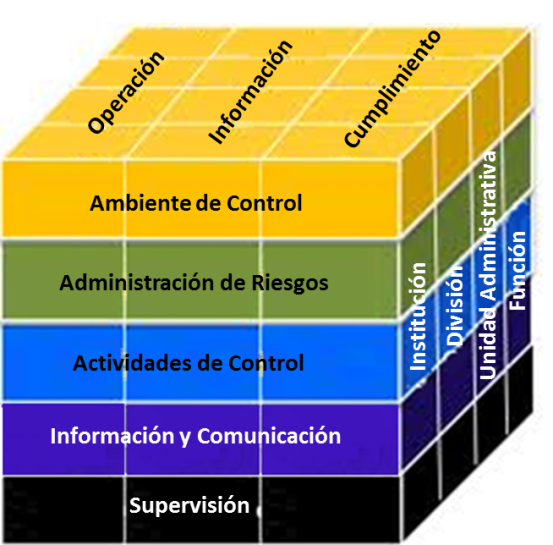 Operación
Información
Cumplimiento
Ambiente de Control
Administración de Riesgos
Actividades de Control
Información y Comunicación
Supervisión
Institución
División
Unidad Administrativa
Función